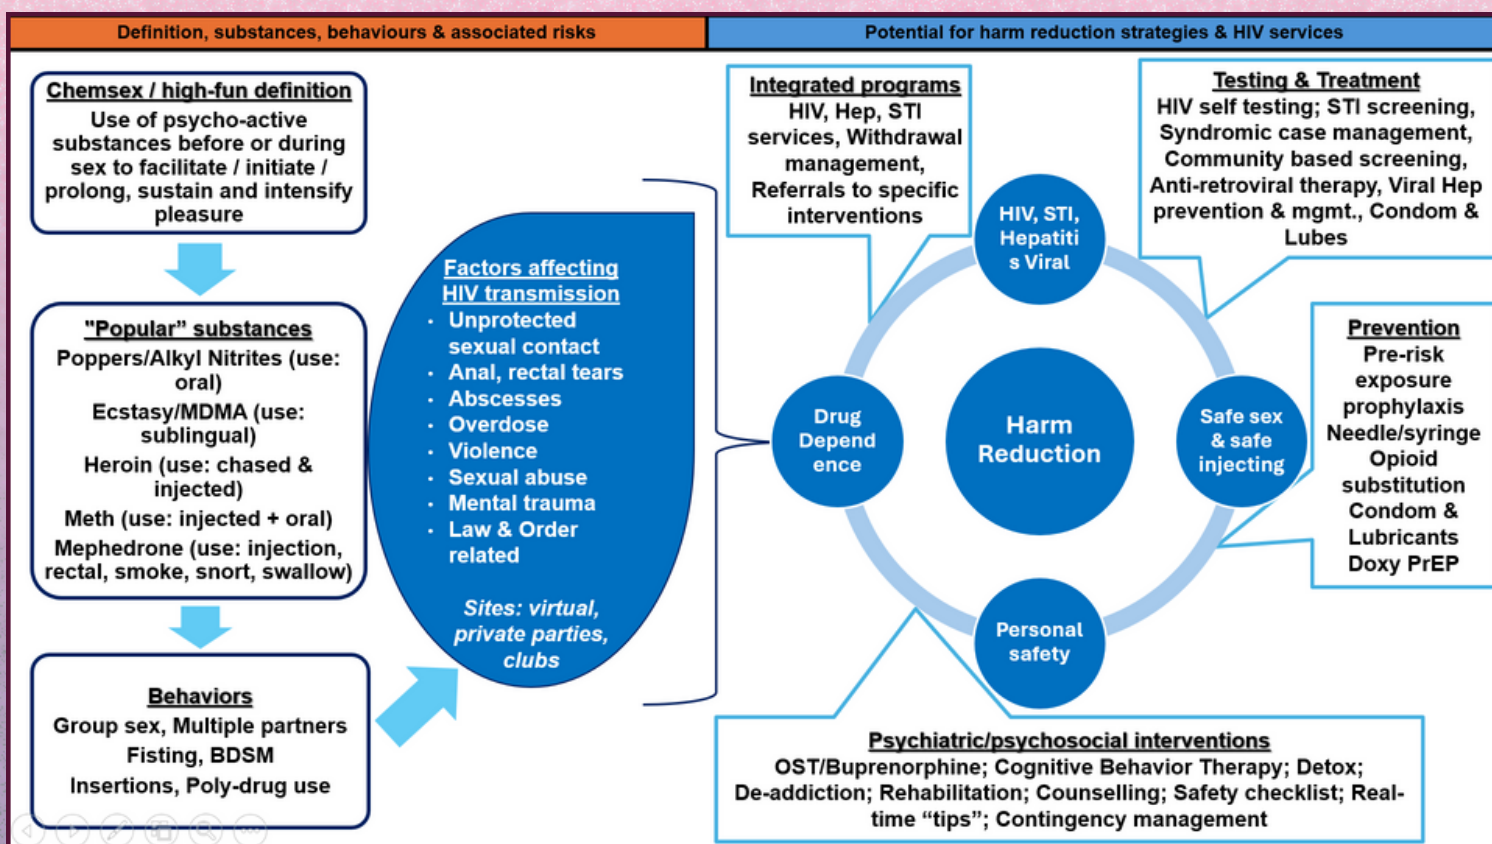 Definition, substances, behaviours & associated risks
Potential for harm reduction strategies & HIV services
Chemsex / high-fun definition
Use of psycho-active
substances before or during
sex to facilitate / initiate /
prolong, sustain and intensify
pleasure
"Popular” substances
Poppers/Alkyl Nitrites (use:
oral)
Ecstasy/MDMA (use:
sublingual)
Heroin (use: chased &
injected)
Meth (use: injected + oral)
Mephedrone (use: injection,
rectal, smoke, snort, swallow)
Behaviors
Group sex, Multiple partners
Fisting, BDSM
Insertions, Poly-drug use
Factors affecting
HIV transmission
• Unprotected
sexual contact
• Anal, rectal tears
• Abscesses
• Overdose
• Violence
• Sexual abuse
• Mental trauma
• Law & Order
related
Sites: virtual,
private parties,
clubs
Integrated programs
HIV, Hep, STI
services, Withdrawal
management,
Referrals to specific
interventions
Testing & Treatment
HIV self testing; STI screening,
Syndromic case management,
Community based screening,
Anti-retroviral therapy, Viral Hep
prevention & mgmt., Condom &
Lubes
HIV, STI,
Hepatiti
s Viral
Drug
Depend
ence
Harm
Reduction
Safe sex
& safe
injecting
Personal
safety
Prevention
Pre-risk
exposure
prophylaxis
Needle/syringe
Opioid
substitution
Condom &
Lubricants
Doxy PrEP
Psychiatric/psychosocial interventions
OST/Buprenorphine; Cognitive Behavior Therapy; Detox;
De-addiction; Rehabilitation; Counselling; Safety checklist; Real-
time “tips”; Contingency management